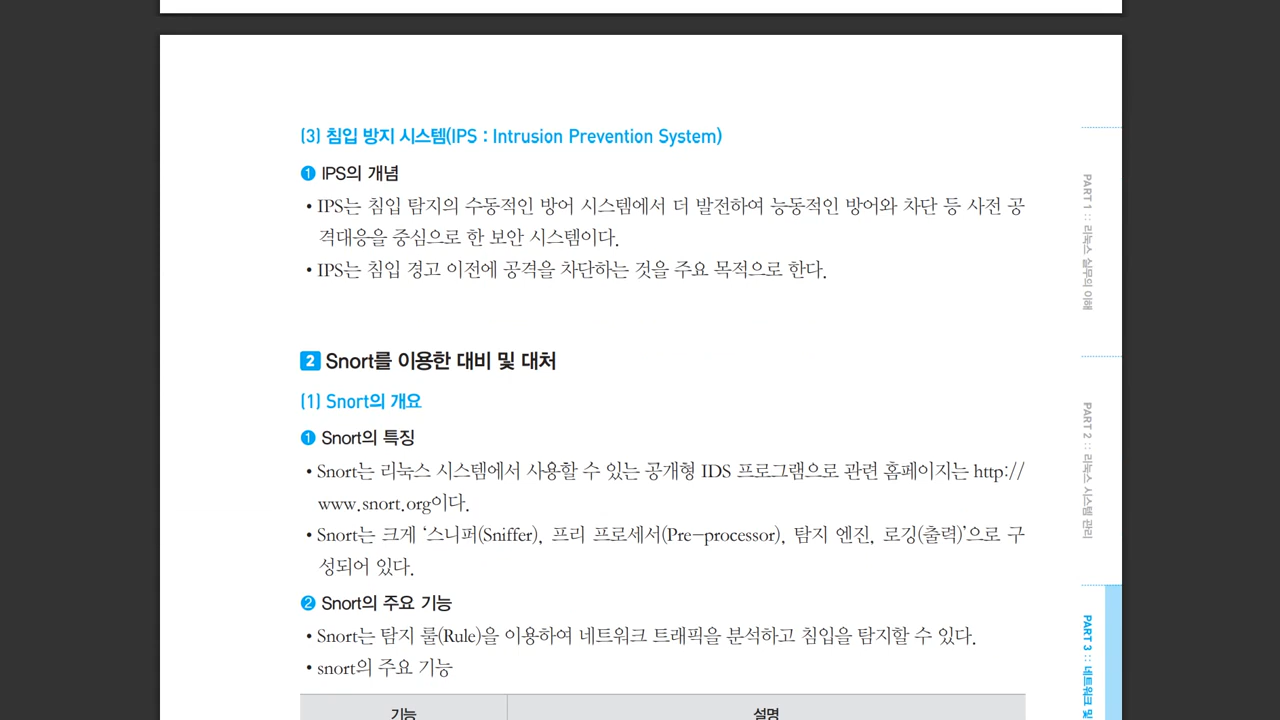 (3) 침입 방지 시스템(IPS : Intrusion Prevention System)
❶ IPS의 개념
• IPS는 침입 탐지의 수동적인 방어 시스템에서 더 발전하여 능동적인 방어와 차단 등 사전 공
격대응을 중심으로 한 보안 시스템이다.
• IPS는 침입 경고 이전에 공격을 차단하는 것을 주요 목적으로 한다.
2 Snort를 이용한 대비 및 대처
(1) Snort의 개요
❶ Snort의 특징
• Snort는 리눅스 시스템에서 사용할 수 있는 공개형 IDS 프로그램으로 관련 홈페이지는 http://
www.snort.org이다.
• Snort는 크게 ‘스니퍼(Sniffer), 프리 프로세서(Pre-processor), 탐지 엔진, 로깅(출력)’으로 구
성되어 있다.
❷ Snort의 주요 기능
• Snort는 탐지 룰(Rule)을 이용하여 네트워크 트래픽을 분석하고 침입을 탐지할 수 있다.
• snort의 주요 기능
기능 설명
PART 1 :: 리눅스 실무의 이해
PART 2 :: 리눅스 시스템 관리
PART 3 :: 네트워크 및